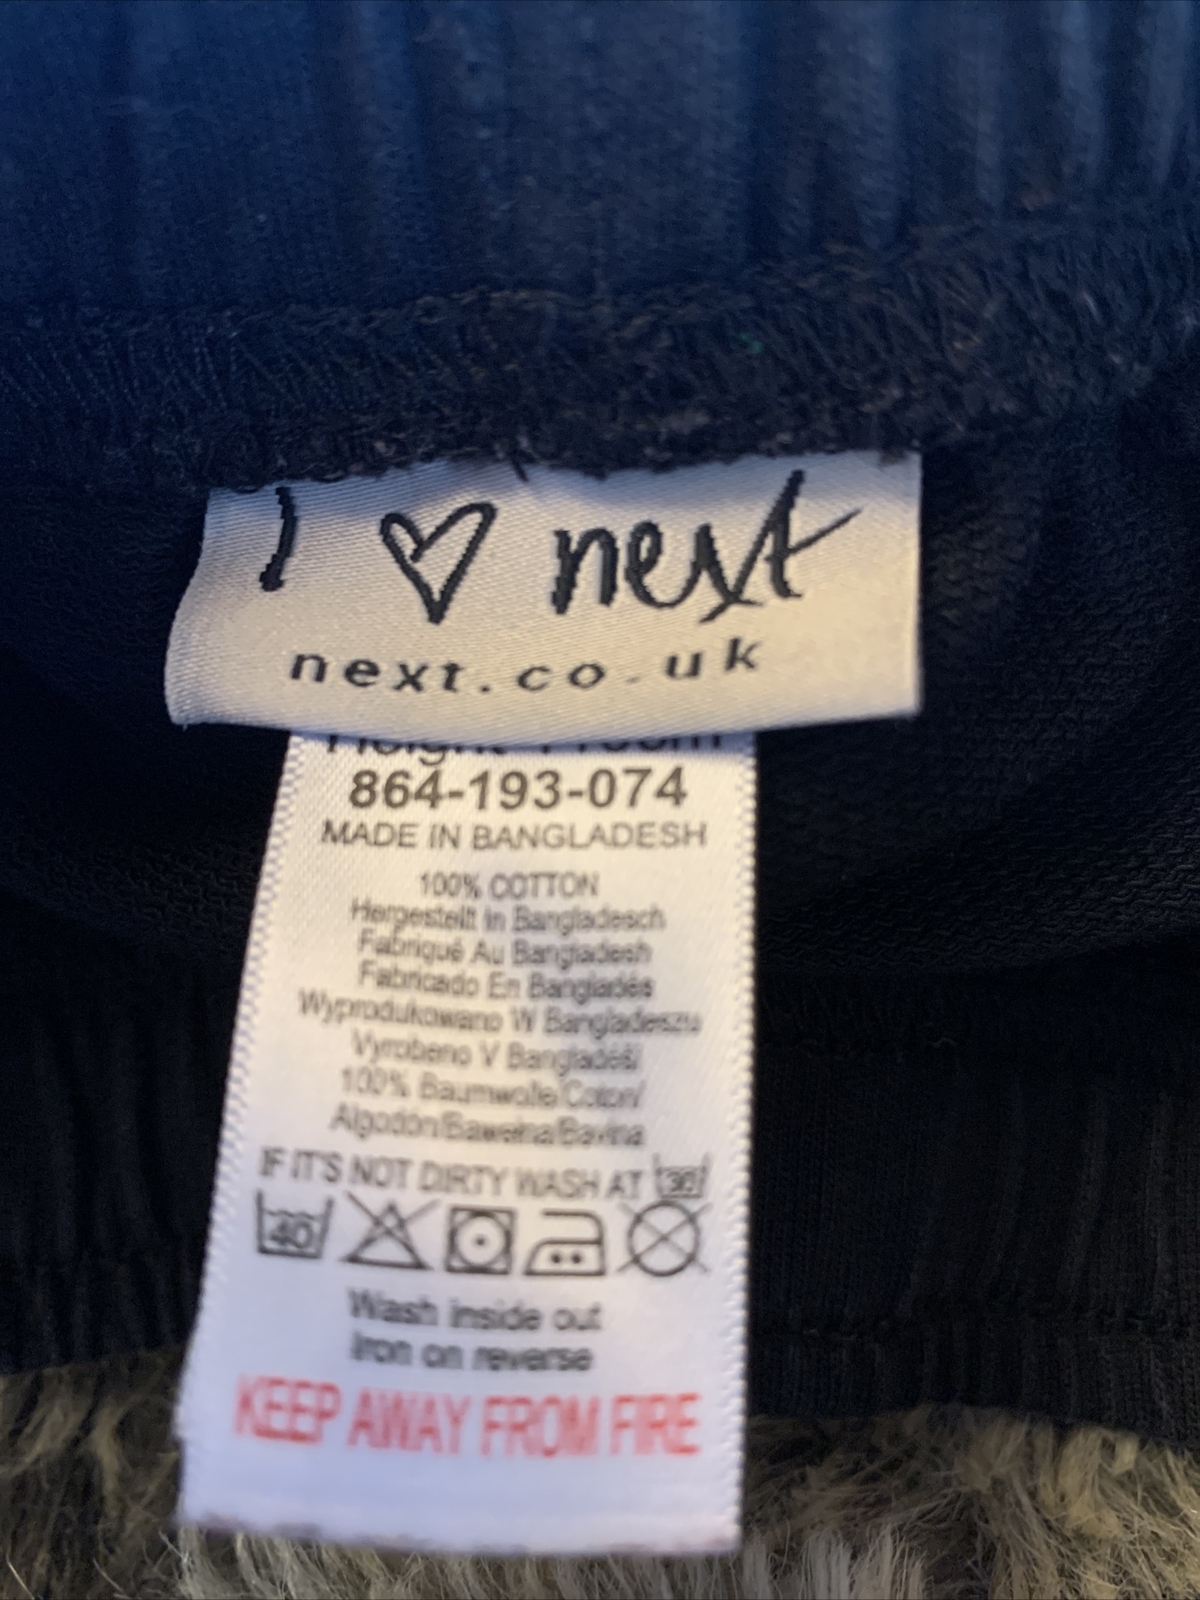 I ♡ next
next.co.uk
Height
864-193-074
MADE IN BANGLADESH
100% COTTON
Hergestellt in Bangladesch
Fabriqué Au Bangladesh
Fabricado En Bangladés
Wyprodukowano W Bangladeszu
Vyrobeno V Bangladéši
100% Baumwolle/Coton/
Algodón/Bawełna/Bavlna
IF IT'S NOT DIRTY WASH AT 30
40
Wash inside out
Iron on reverse
KEEP AWAY FROM FIRE